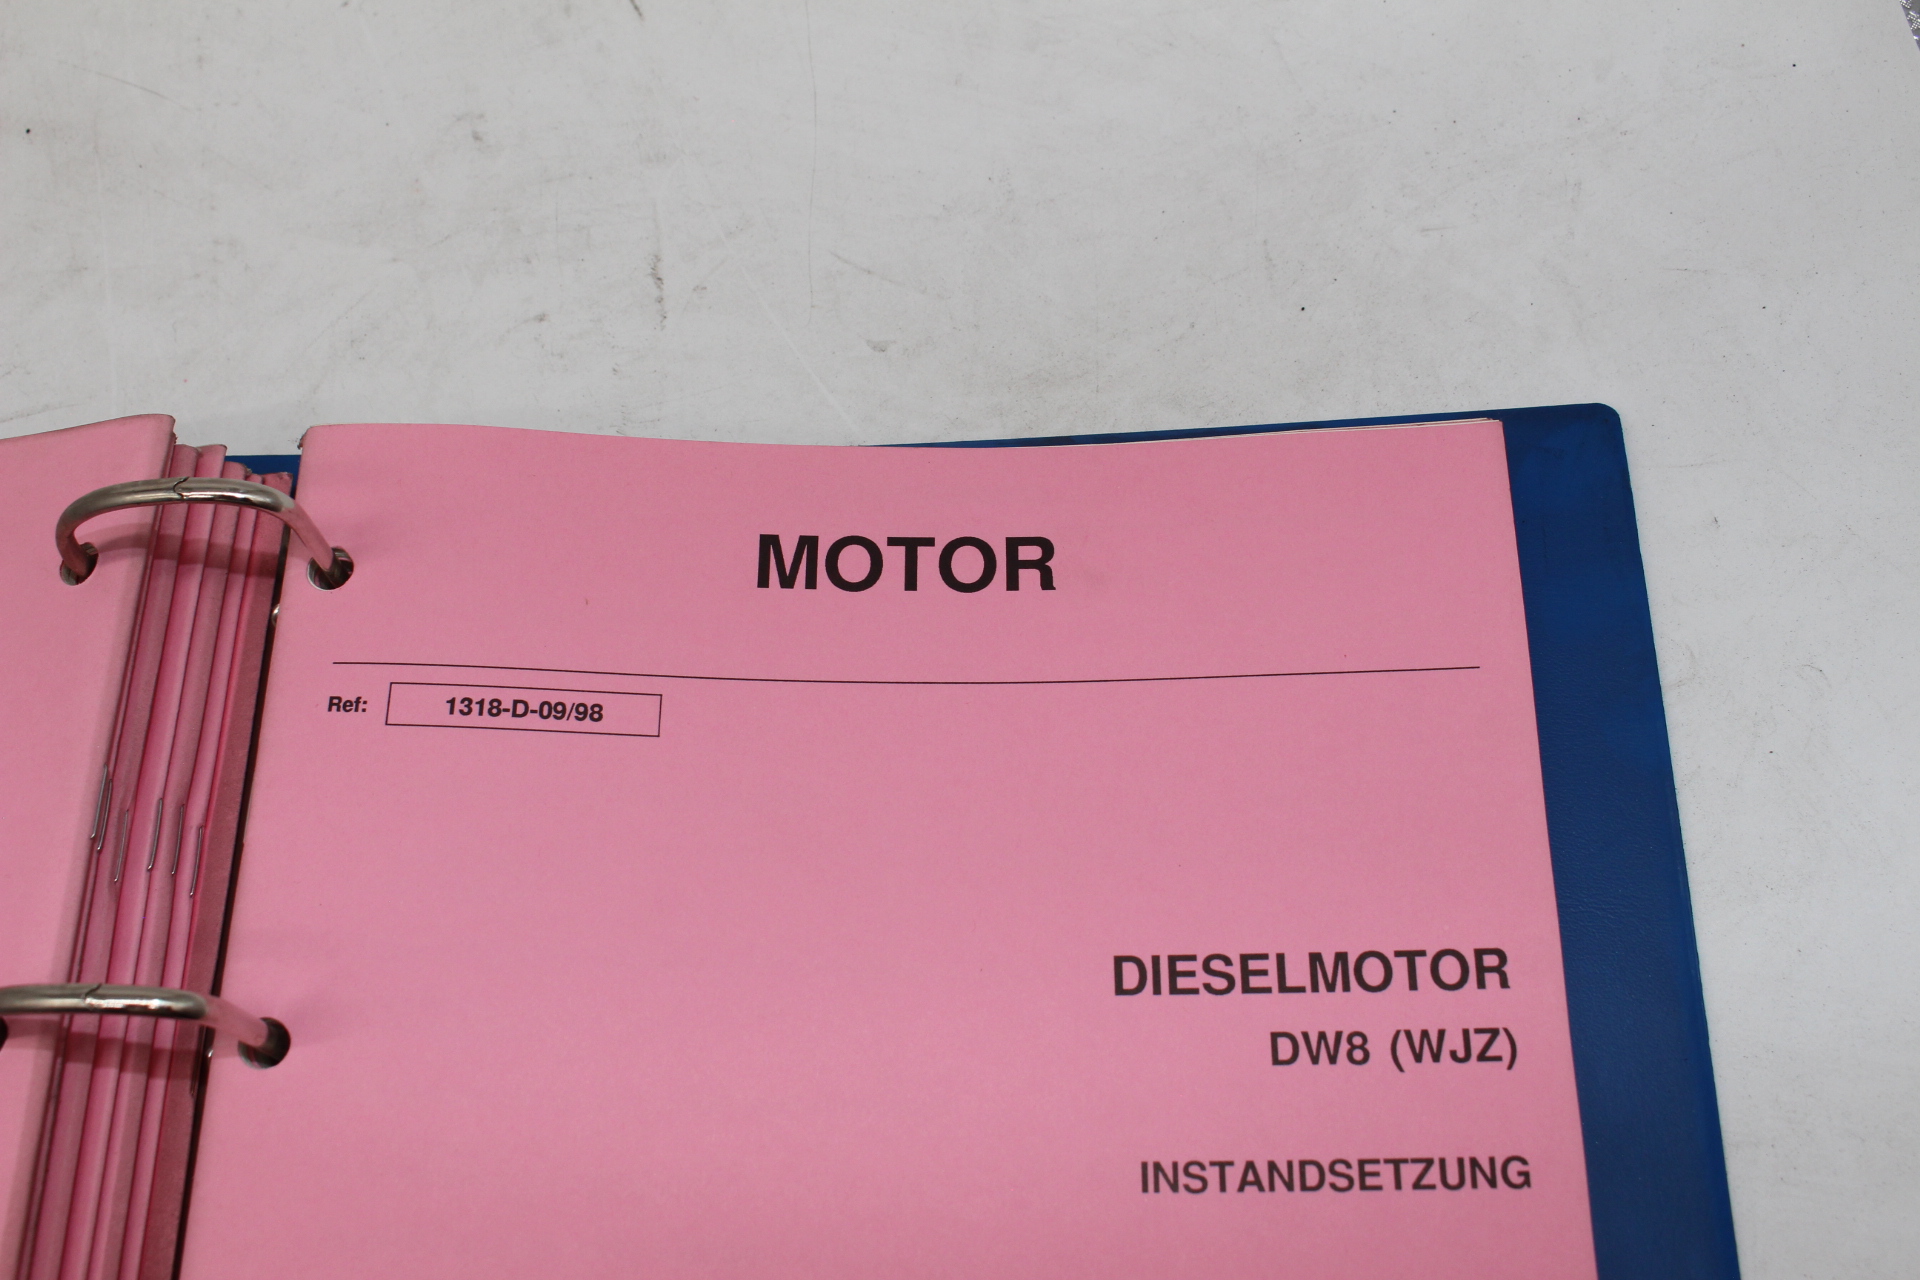 MOTOR
Ref: 1318-D-09/98
DIESELMOTOR
DW8 (WJZ)
INSTANDSETZUNG